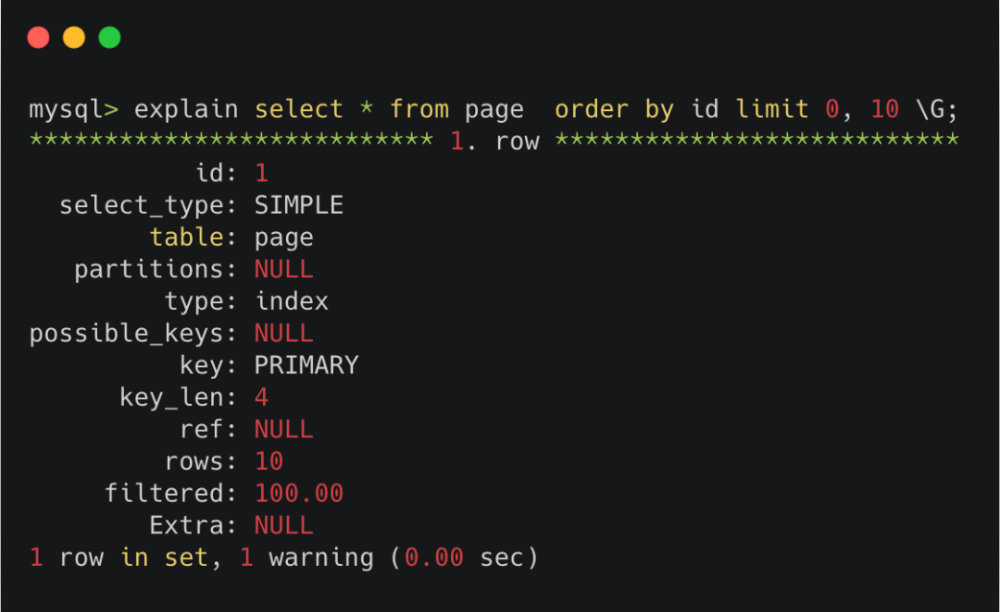 mysql> explain select * from page  order by id limit 0, 10 \G;
*************************** 1. row ***************************
           id: 1
  select_type: SIMPLE
        table: page
   partitions: NULL
         type: index
possible_keys: NULL
          key: PRIMARY
      key_len: 4
          ref: NULL
         rows: 10
     filtered: 100.00
        Extra: NULL
1 row in set, 1 warning (0.00 sec)